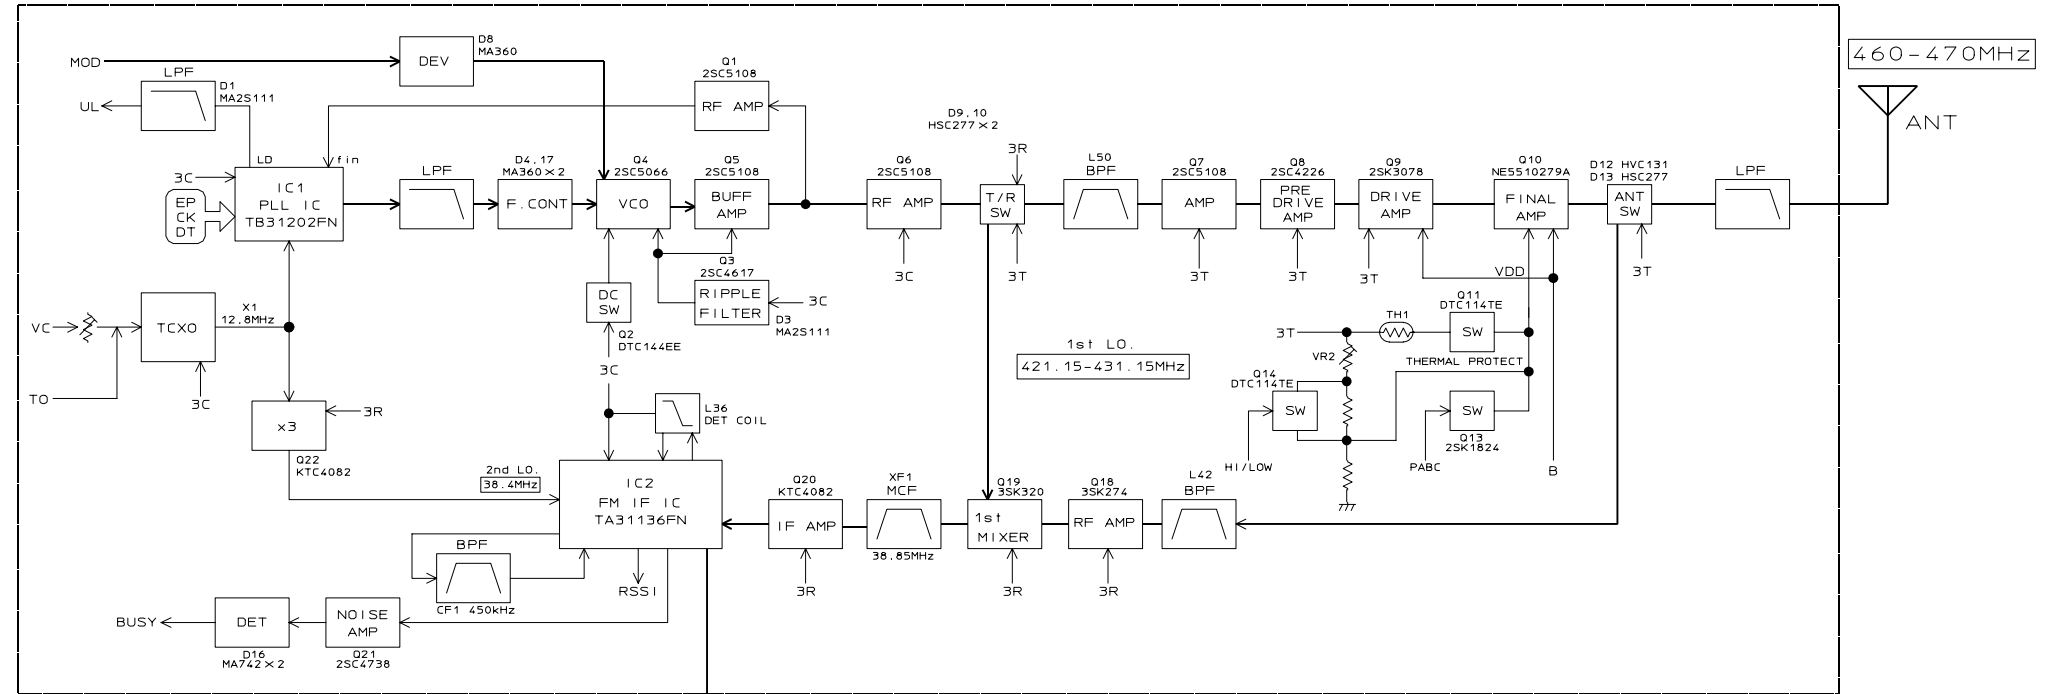 460-470MHz
ANT
MOD
DEV
D8
MA360
LPF
D1
MA2S111
UL
Q1
2SC5108
RF AMP
D9,10
HSC277×2
3R
LD
fin
3C
IC1
PLL IC
TB31202FN
EP
CK
DT
LPF
D4,17
MA360×2
F.CONT
Q4
2SC5066
VCO
Q5
2SC5108
BUFF
AMP
Q6
2SC5108
RF AMP
3C
T/R
SW
3T
L50
BPF
Q7
2SC5108
AMP
3T
Q8
2SC4226
PRE
DRIVE
AMP
3T
Q9
2SK3078
DRIVE
AMP
3T
Q10
NE5510279A
FINAL
AMP
D12 HVC131
D13 HSC277
ANT
SW
3T
LPF
VDD
Q3
2SC4617
RIPPLE
FILTER
3C
D3
MA2S111
DC
SW
Q2
DTC144EE
3C
VC
TCXO
X1
12.8MHz
3C
TO
x3
3R
Q22
KTC4082
1st LO.
421.15-431.15MHz
3T
TH1
Q11
DTC114TE
SW
THERMAL PROTECT
VR2
Q14
DTC114TE
SW
HI/LOW
SW
Q13
2SK1824
PABC
B
L36
DET COIL
2nd LO.
38.4MHz
IC2
FM IF IC
TA31136FN
Q20
KTC4082
IF AMP
3R
XF1
MCF
38.85MHz
Q19
3SK320
1st
MIXER
3R
Q18
3SK274
RF AMP
3R
L42
BPF
BPF
CF1 450kHz
RSSI
BUSY
DET
D16
MA742×2
NOISE
AMP
Q21
2SC4738